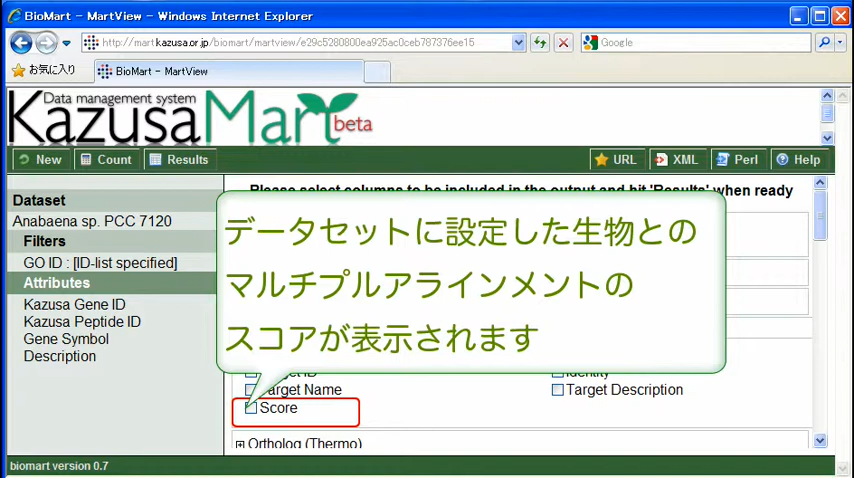 BioMart - MartView - Windows Internet Explorer
http://mart.kazusa.or.jp/biomart/martview/e29c5280800ea925ac0ceb787376ee15
Google
お気に入り
BioMart - MartView
Data management system
KazusaMart beta
New
Count
Results
URL
XML
Perl
Help
Please select columns to be included in the output and hit 'Results' when ready
Dataset
Anabaena sp. PCC 7120
Filters
GO ID : [ID-list specified]
Attributes
Kazusa Gene ID
Kazusa Peptide ID
Gene Symbol
Description
データセットに設定した生物との
マルチプルアラインメントの
スコアが表示されます
Target ID
Identity
Target Name
Target Description
Score
Ortholog (Thermo)
biomart version 0.7